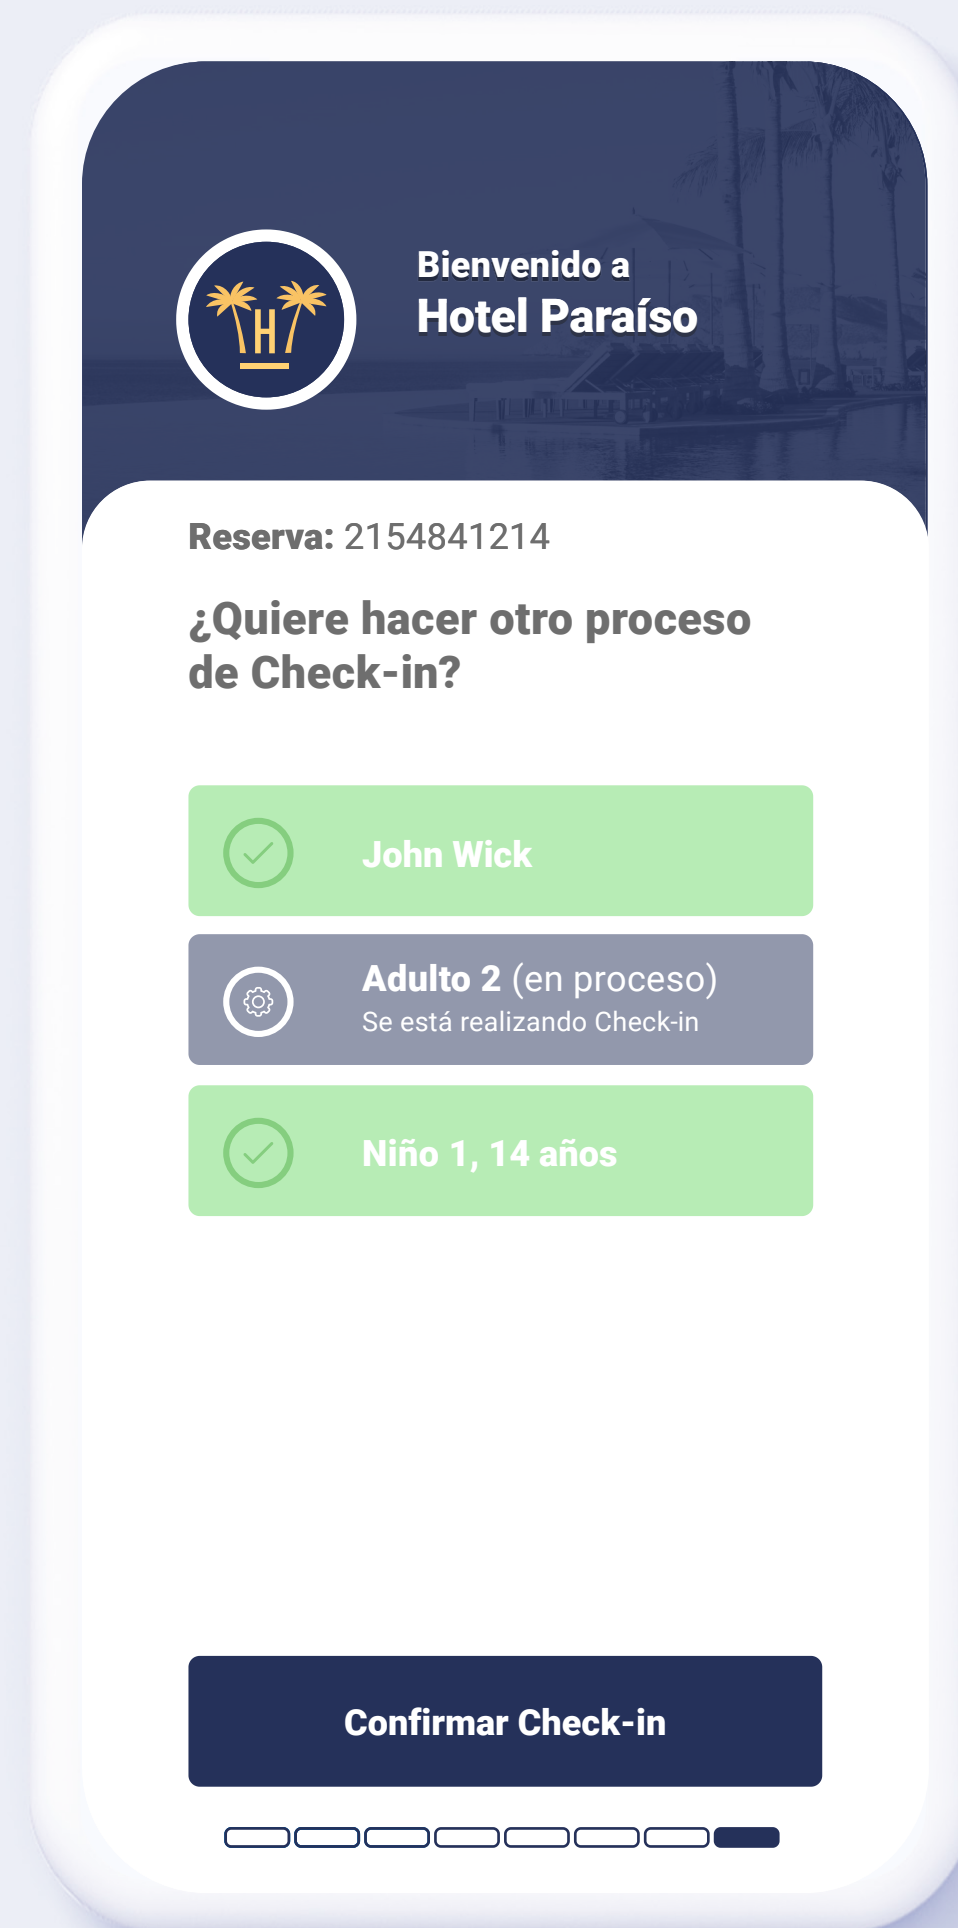 H
Bienvenido a
Hotel Paraíso
Reserva: 2154841214
¿Quiere hacer otro proceso
de Check-in?
John Wick
Adulto 2 (en proceso)
Se está realizando Check-in
Niño 1, 14 años
Confirmar Check-in